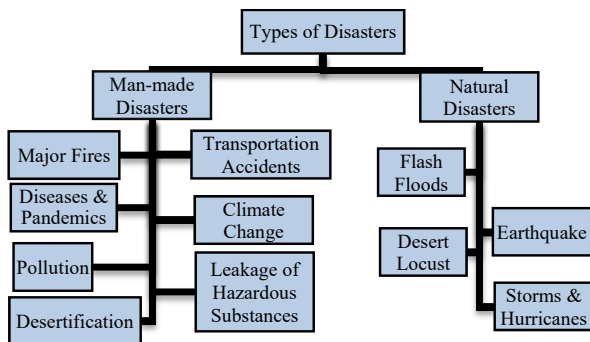 Types of Disasters
Man-made
Disasters
Natural
Disasters
Major Fires
Transportation
Accidents
Diseases &
Pandemics
Climate
Change
Pollution
Leakage of
Hazardous
Substances
Desertification
Flash
Floods
Earthquake
Desert
Locust
Storms &
Hurricanes